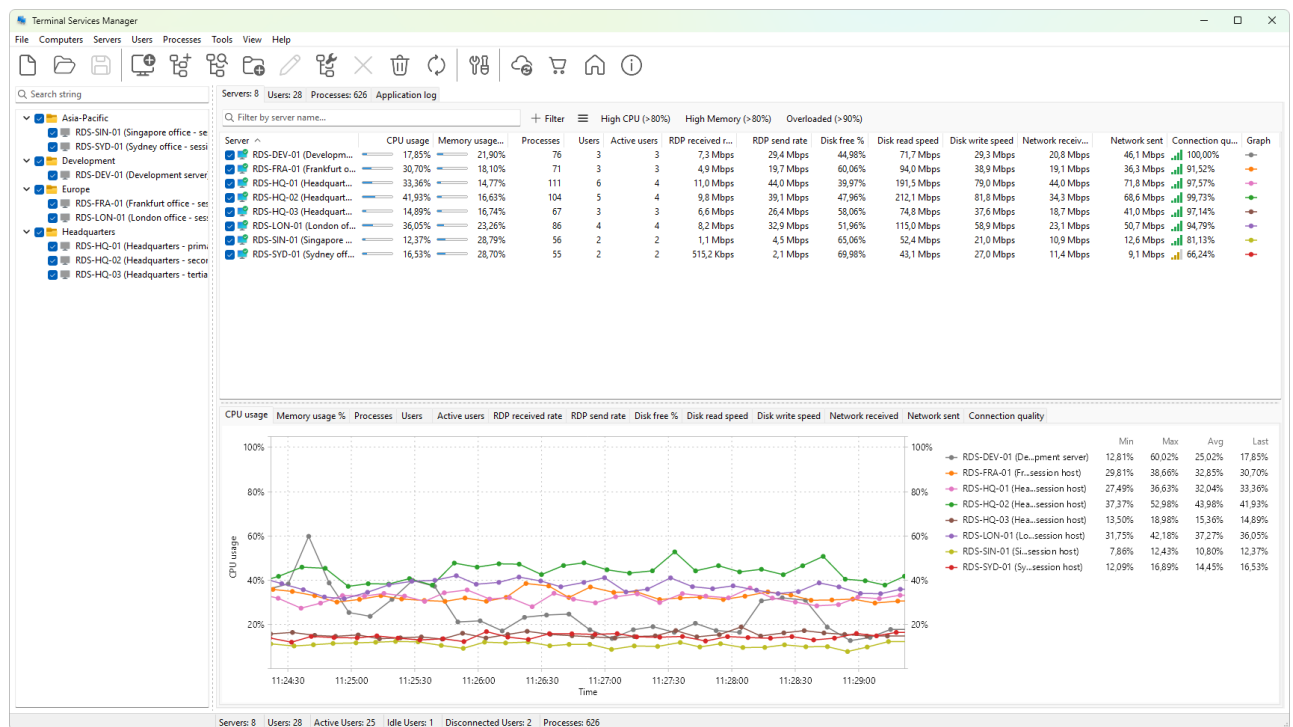 Terminal Services Manager
File Computers Servers Users Processes Tools View Help
Search string
Asia-Pacific
RDS-SIN-01 (Singapore office - se
RDS-SYD-01 (Sydney office - sessi
Development
RDS-DEV-01 (Development server,
Europe
RDS-FRA-01 (Frankfurt office - ses
RDS-LON-01 (London office - ses
Headquarters
RDS-HQ-01 (Headquarters - prima
RDS-HQ-02 (Headquarters - secor
RDS-HQ-03 (Headquarters - tertia
Servers: 8 Users: 28 Processes: 626 Application log
Filter by server name... Filter High CPU (>80%) High Memory (>80%) Overloaded (>90%)
Server CPU usage Memory usage... Processes Users Active users RDP received r... RDP send rate Disk free % Disk read speed Disk write speed Network receiv... Network sent Connection qu... Graph
RDS-DEV-01 (Developm... 17,85% 21,90% 76 3 3 7,3 Mbps 29,4 Mbps 44,98% 71,7 Mbps 29,3 Mbps 20,8 Mbps 46,1 Mbps 100,00%
RDS-FRA-01 (Frankfurt o... 30,70% 18,10% 71 3 3 4,9 Mbps 19,7 Mbps 60,06% 94,0 Mbps 38,9 Mbps 19,1 Mbps 36,3 Mbps 91,52%
RDS-HQ-01 (Headquart... 33,36% 14,77% 111 6 4 11,0 Mbps 44,0 Mbps 39,97% 191,5 Mbps 79,0 Mbps 44,0 Mbps 71,8 Mbps 97,57%
RDS-HQ-02 (Headquart... 41,93% 16,63% 104 5 4 9,8 Mbps 39,1 Mbps 47,96% 212,1 Mbps 81,8 Mbps 34,3 Mbps 68,6 Mbps 99,73%
RDS-HQ-03 (Headquart... 14,89% 16,74% 67 3 3 6,6 Mbps 26,4 Mbps 58,06% 74,8 Mbps 37,6 Mbps 18,7 Mbps 41,0 Mbps 97,14%
RDS-LON-01 (London of... 36,05% 23,26% 86 4 4 8,2 Mbps 32,9 Mbps 51,96% 115,0 Mbps 58,9 Mbps 23,1 Mbps 50,7 Mbps 94,79%
RDS-SIN-01 (Singapore ... 12,37% 28,79% 56 2 2 1,1 Mbps 4,5 Mbps 65,06% 52,4 Mbps 21,0 Mbps 10,9 Mbps 12,6 Mbps 81,13%
RDS-SYD-01 (Sydney off... 16,53% 28,70% 55 2 2 515,2 Kbps 2,1 Mbps 69,98% 43,1 Mbps 27,0 Mbps 11,4 Mbps 9,1 Mbps 66,24%
CPU usage Memory usage % Processes Users Active users RDP received rate RDP send rate Disk free % Disk read speed Disk write speed Network received Network sent Connection quality
100% 100%
80% 80%
60% 60%
40% 40%
20% 20%
CPU usage
11:24:30 11:25:00 11:25:30 11:26:00 11:26:30 11:27:00 11:27:30 11:28:00 11:28:30 11:29:00
Time
Min Max Avg Last
RDS-DEV-01 (De...pment server) 12,81% 60,02% 25,02% 17,85%
RDS-FRA-01 (Fr...session host) 29,81% 38,66% 32,85% 30,70%
RDS-HQ-01 (Hea...session host) 27,49% 36,63% 32,04% 33,36%
RDS-HQ-02 (Hea...session host) 37,37% 52,98% 43,98% 41,93%
RDS-HQ-03 (Hea...session host) 13,50% 18,98% 15,36% 14,89%
RDS-LON-01 (Lo...session host) 31,75% 42,18% 37,27% 36,05%
RDS-SIN-01 (Si...session host) 7,86% 12,43% 10,80% 12,37%
RDS-SYD-01 (Sy...session host) 12,09% 16,89% 14,45% 16,53%
Servers: 8 Users: 28 Active Users: 25 Idle Users: 1 Disconnected Users: 2 Processes: 626